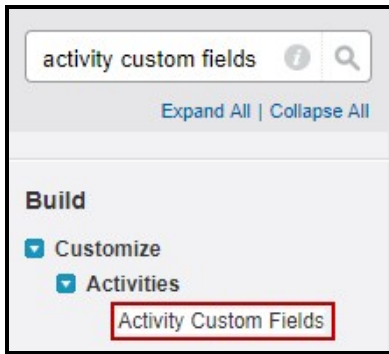 activity custom fields
Expand All | Collapse All
Build
Customize
Activities
Activity Custom Fields